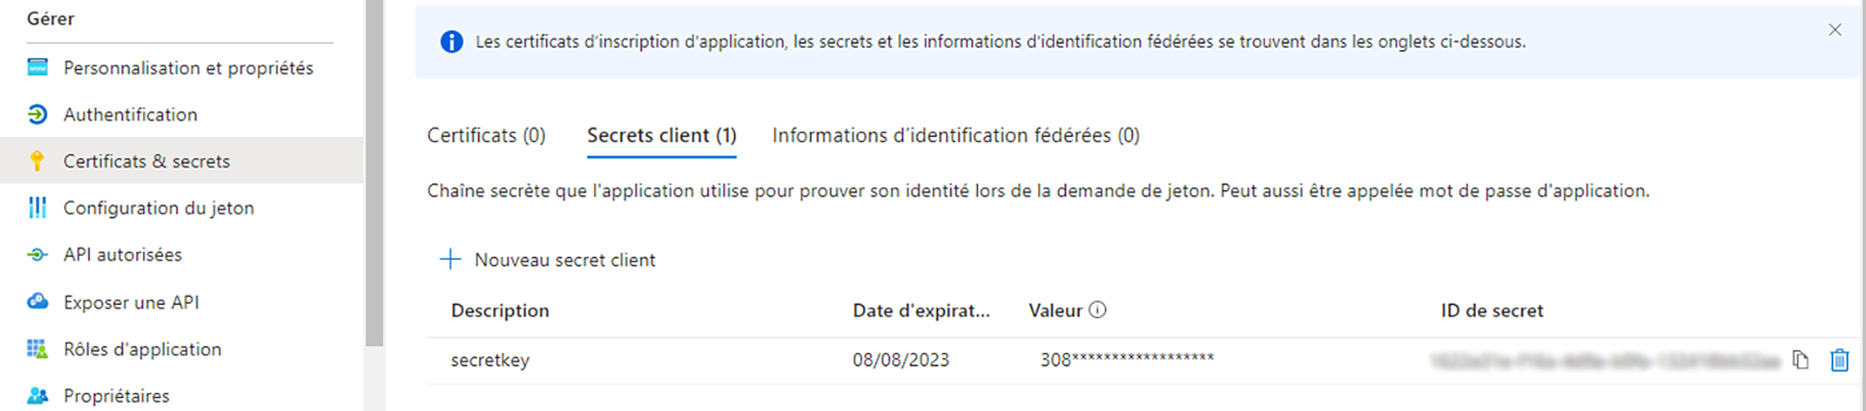 Gérer
Personnalisation et propriétés
Authentification
Certificats & secrets
Configuration du jeton
API autorisées
Exposer une API
Rôles d'application
Propriétaires
Les certificats d'inscription d'application, les secrets et les informations d'identification fédérées se trouvent dans les onglets ci-dessous.
Certificats (0) Secrets client (1) Informations d'identification fédérées (0)
Chaîne secrète que l'application utilise pour prouver son identité lors de la demande de jeton. Peut aussi être appelée mot de passe d'application.
Nouveau secret client
Description Date d'expirat... Valeur ID de secret
secretkey 08/08/2023 308******************